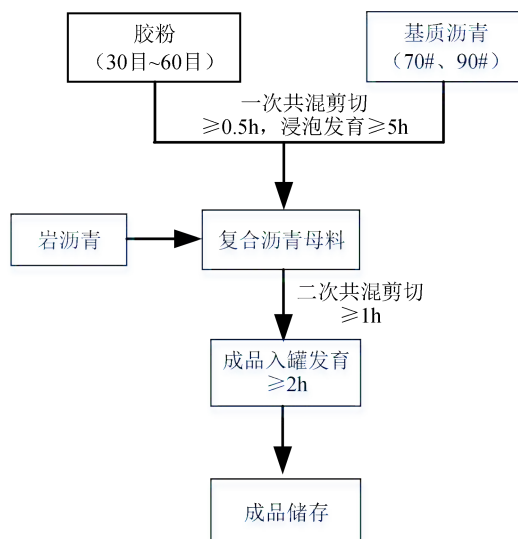 胶粉
（30目~60目）
基质沥青
（70#、90#）
一次共混剪切
≥0.5h，浸泡发育≥5h
岩沥青
复合沥青母料
二次共混剪切
≥1h
成品入罐发育
≥2h
成品储存